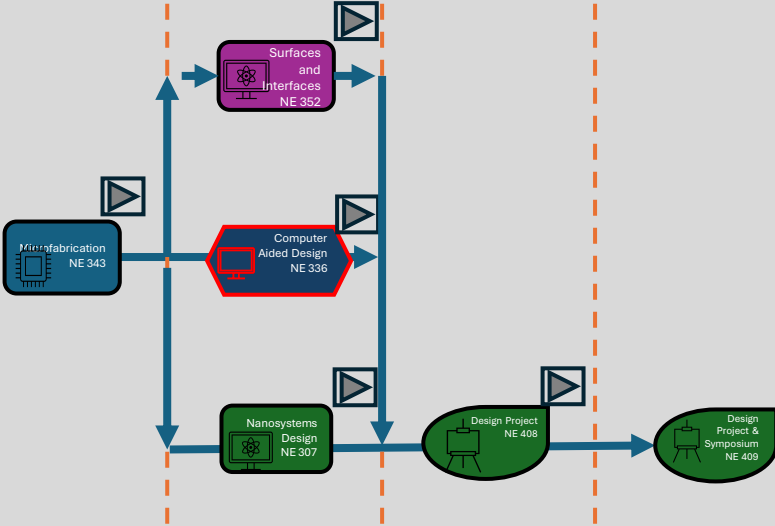 Surfaces
and
Interfaces
NE 352
Microfabrication
NE 343
Computer
Aided Design
NE 336
Nanosystems
Design
NE 307
Design Project
NE 408
Design
Project &
Symposium
NE 409